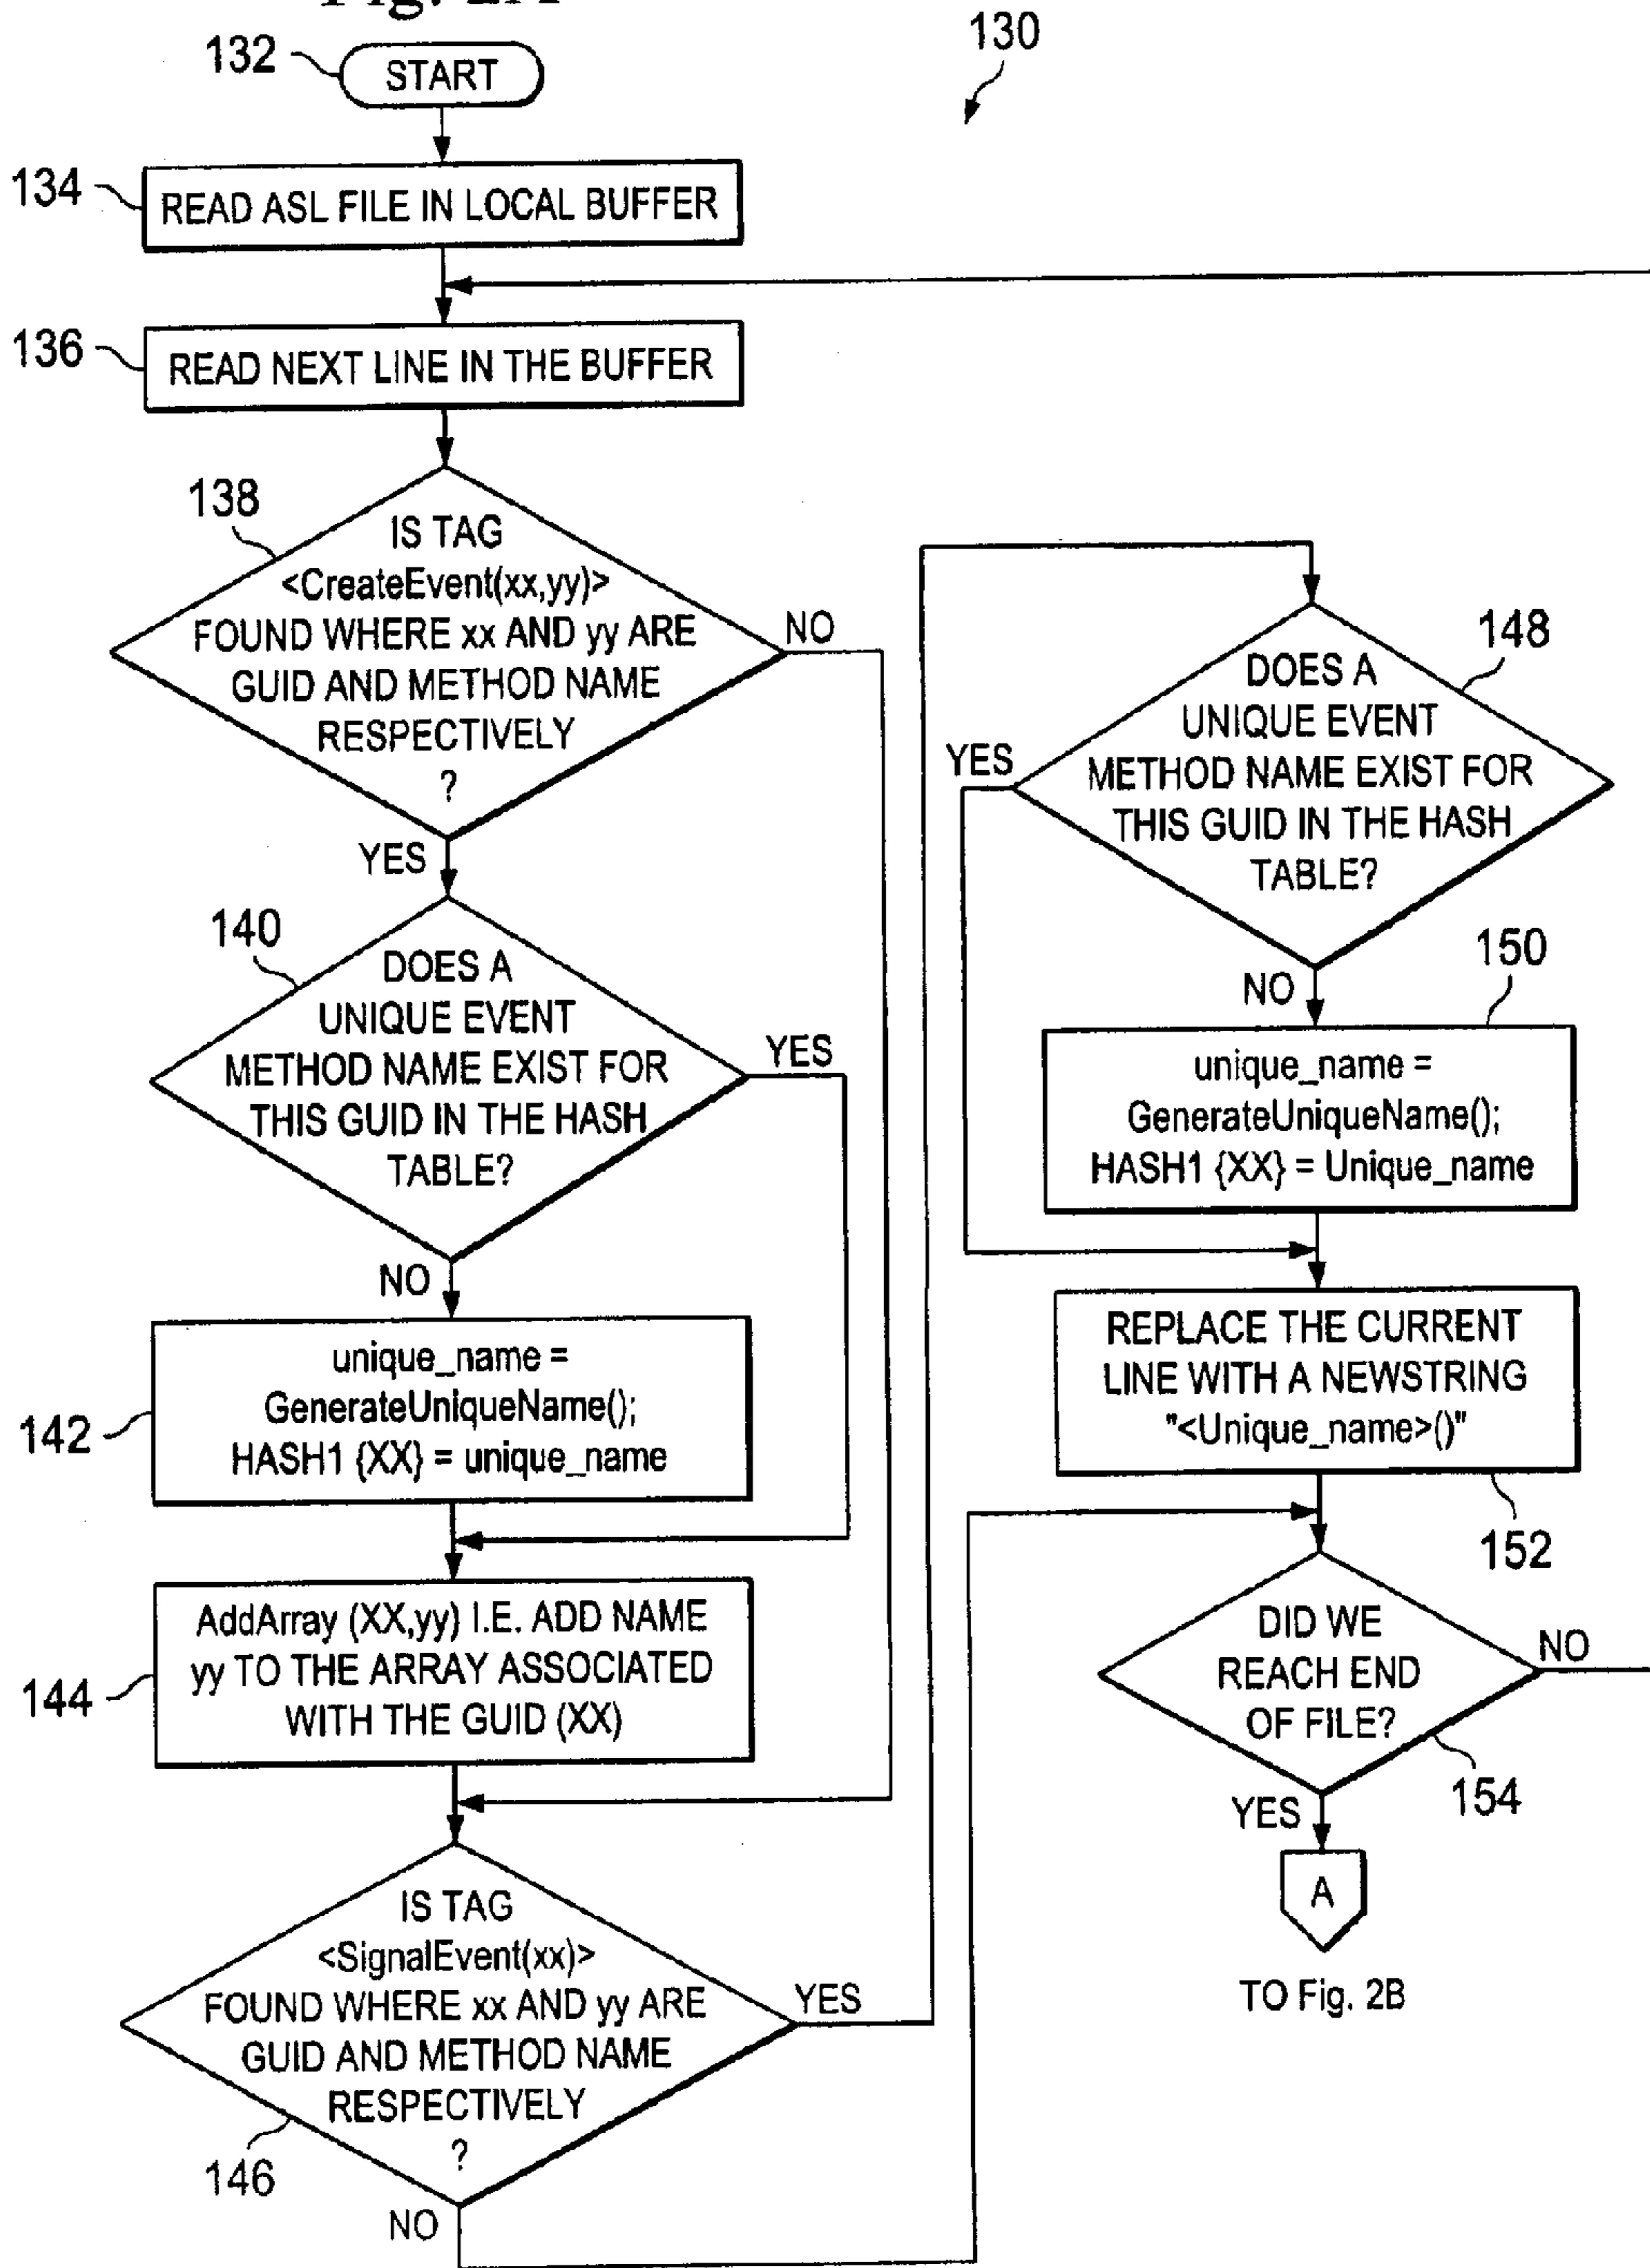 132
START
130
134
READ ASL FILE IN LOCAL BUFFER
136
READ NEXT LINE IN THE BUFFER
138
IS TAG
<CreateEvent(xx,yy)>
FOUND WHERE xx AND yy ARE
GUID AND METHOD NAME
RESPECTIVELY
?
NO
YES
140
DOES A
UNIQUE EVENT
METHOD NAME EXIST FOR
THIS GUID IN THE HASH
TABLE?
YES
NO
142
unique_name =
GenerateUniqueName();
HASH1 {XX} = unique_name
144
AddArray (XX,yy) I.E. ADD NAME
yy TO THE ARRAY ASSOCIATED
WITH THE GUID (XX)
IS TAG
<SignalEvent(xx)>
FOUND WHERE xx AND yy ARE
GUID AND METHOD NAME
RESPECTIVELY
?
YES
146
NO
148
DOES A
UNIQUE EVENT
METHOD NAME EXIST FOR
THIS GUID IN THE HASH
TABLE?
YES
NO
150
unique_name =
GenerateUniqueName();
HASH1 {XX} = Unique_name
REPLACE THE CURRENT
LINE WITH A NEWSTRING
"<Unique_name>()"
152
DID WE
REACH END
OF FILE?
NO
154
YES
A
TO Fig. 2B